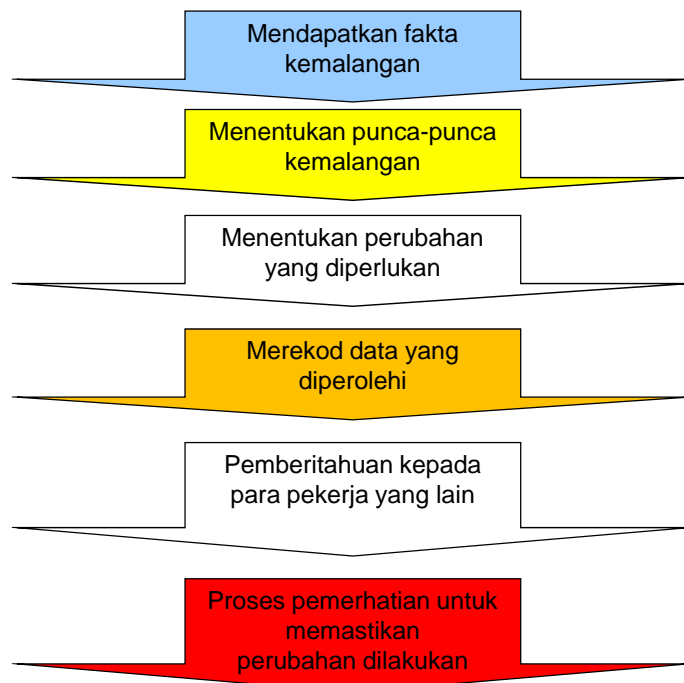 Mendapatkan fakta
kemalangan
Menentukan punca-punca
kemalangan
Menentukan perubahan
yang diperlukan
Merekod data yang
diperolehi
Pemberitahuan kepada
para pekerja yang lain
Proses pemerhatian untuk
memastikan
perubahan dilakukan